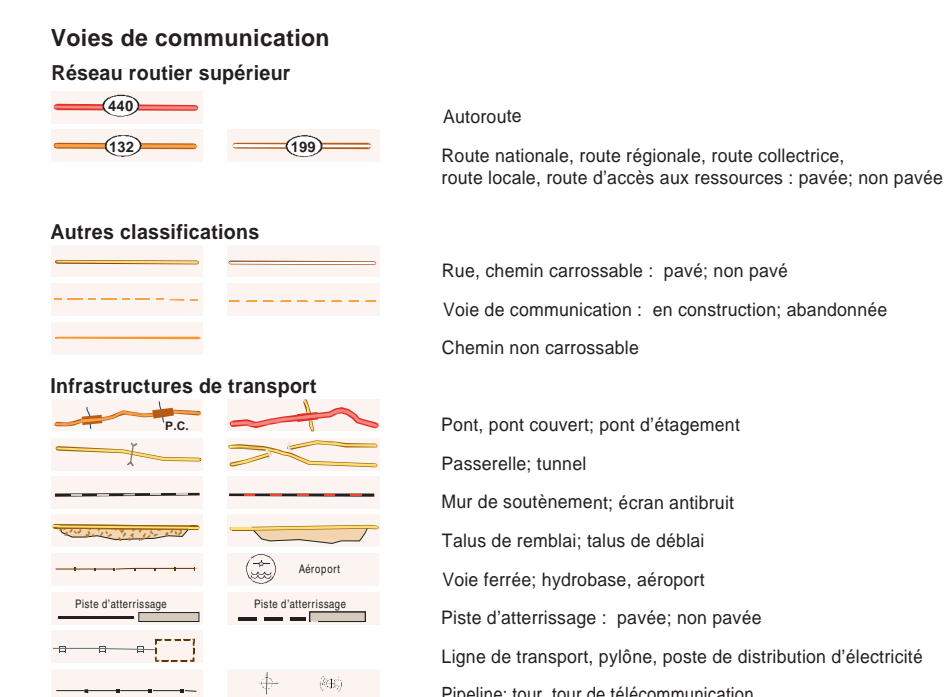 Voies de communication
Réseau routier supérieur
440
Autoroute
132
199
Route nationale, route régionale, route collectrice,
route locale, route d'accès aux ressources : pavée; non pavée
Autres classifications
Rue, chemin carrossable : pavé; non pavé
Voie de communication : en construction; abandonnée
Chemin non carrossable
Infrastructures de transport
P.C.
Pont, pont couvert; pont d'étagement
Passerelle; tunnel
Mur de soutènement; écran antibruit
Talus de remblai; talus de déblai
Aéroport
Voie ferrée; hydrobase, aéroport
Piste d'atterrissage
Piste d'atterrissage
Piste d'atterrissage : pavée; non pavée
Ligne de transport, pylône, poste de distribution d'électricité
Pipeline; tour, tour de télécommunication